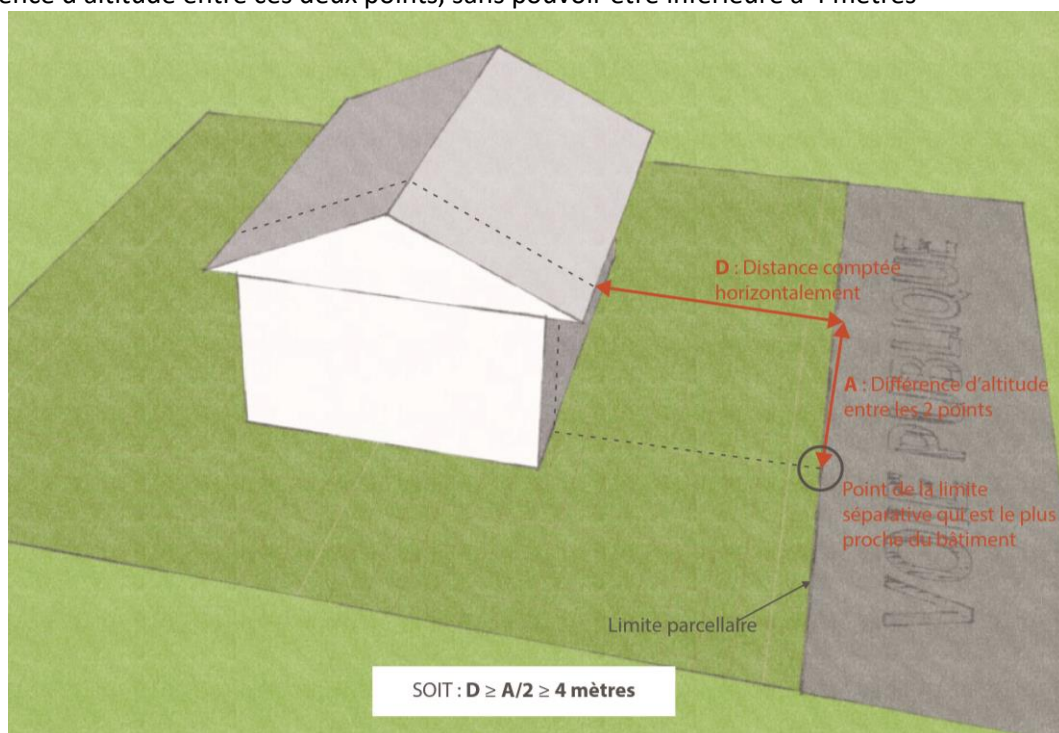 ence d'altitude entre ces deux points, sans pouvoir être inférieure à 4 mètres
D : Distance comptée
horizontalement
VOIE PUBLIQUE
A : Différence d'altitude
entre les 2 points
Point de la limite
séparative qui est le plus
proche du bâtiment
Limite parcellaire
SOIT : D ≥ A/2 ≥ 4 mètres